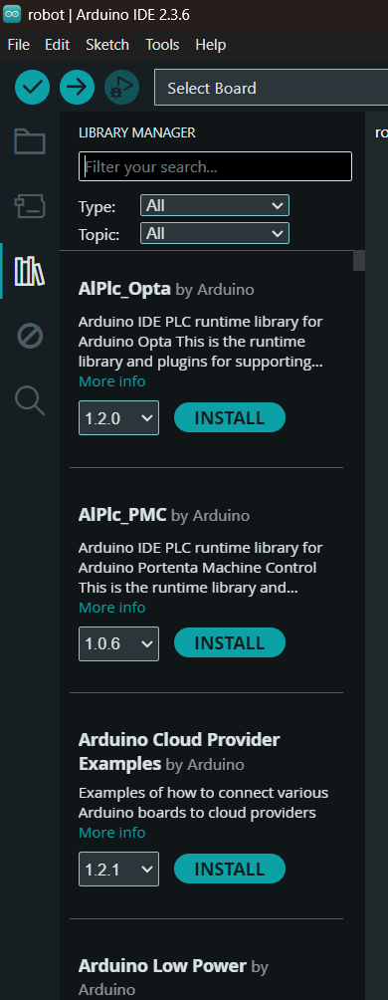 robot | Arduino IDE 2.3.6
File Edit Sketch Tools Help
Select Board
LIBRARY MANAGER
ro
Filter your search...
Type: All
Topic: All
AlPlc_Opta by Arduino
Arduino IDE PLC runtime library for
Arduino Opta This is the runtime
library and plugins for supporting...
More info
1.2.0 INSTALL
AlPlc_PMC by Arduino
Arduino IDE PLC runtime library for
Arduino Portenta Machine Control
This is the runtime library and...
More info
1.0.6 INSTALL
Arduino Cloud Provider
Examples by Arduino
Examples of how to connect various
Arduino boards to cloud providers
More info
1.2.1 INSTALL
Arduino Low Power by
Arduino